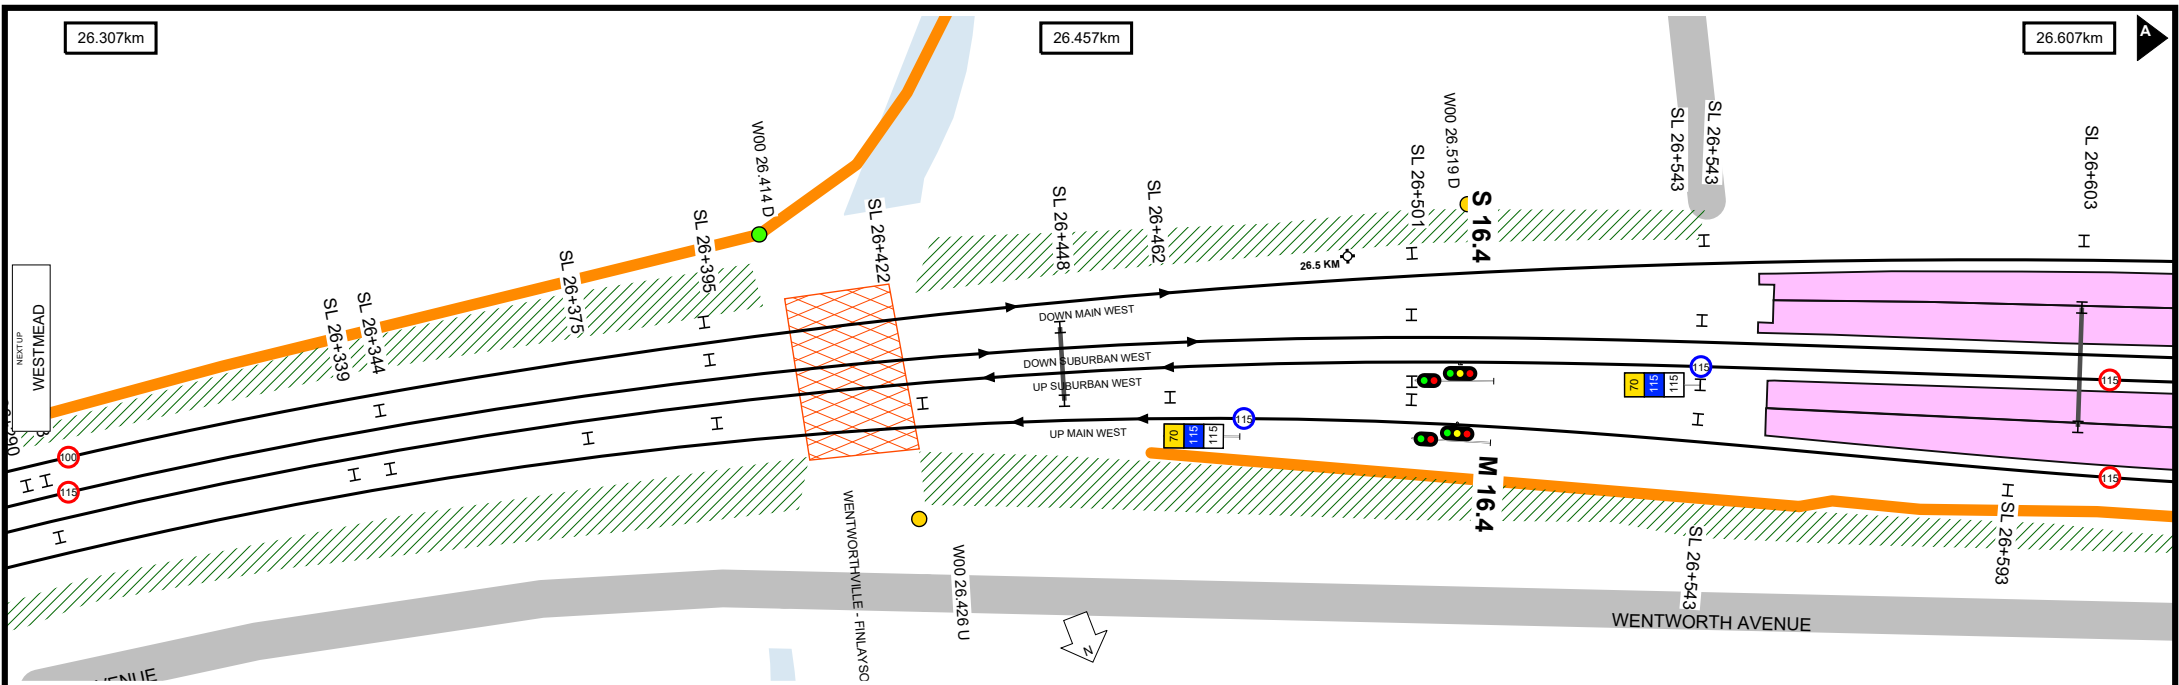 26.307km
26.457km
26.607km
A
W00 26.414 D
W00 26.519 D
SL 26+543
SL 26+543
SL 26+603
SL 26+501
S 16.4
SL 26+448
SL 26+462
SL 26+422
SL 26+395
SL 26+375
SL 26+344
SL 26+339
26.5 KM
NEXT UP
WESTMEAD
DOWN MAIN WEST
DOWN SUBURBAN WEST
UP SUBURBAN WEST
UP MAIN WEST
115
70 115 115
115
115
70 115 115
100
115
115
M 16.4
SL 26+543
SL 26+593
WENTWORTHVILLE - FINLAYSO
W00 26.426 U
WENTWORTH AVENUE
N
VENUE